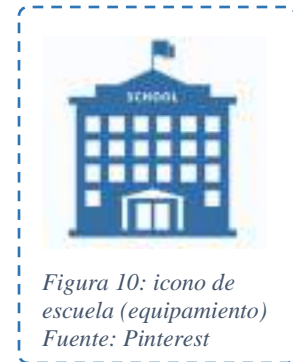 SCHOOL
Figura 10: icono de
escuela (equipamiento)
Fuente: Pinterest